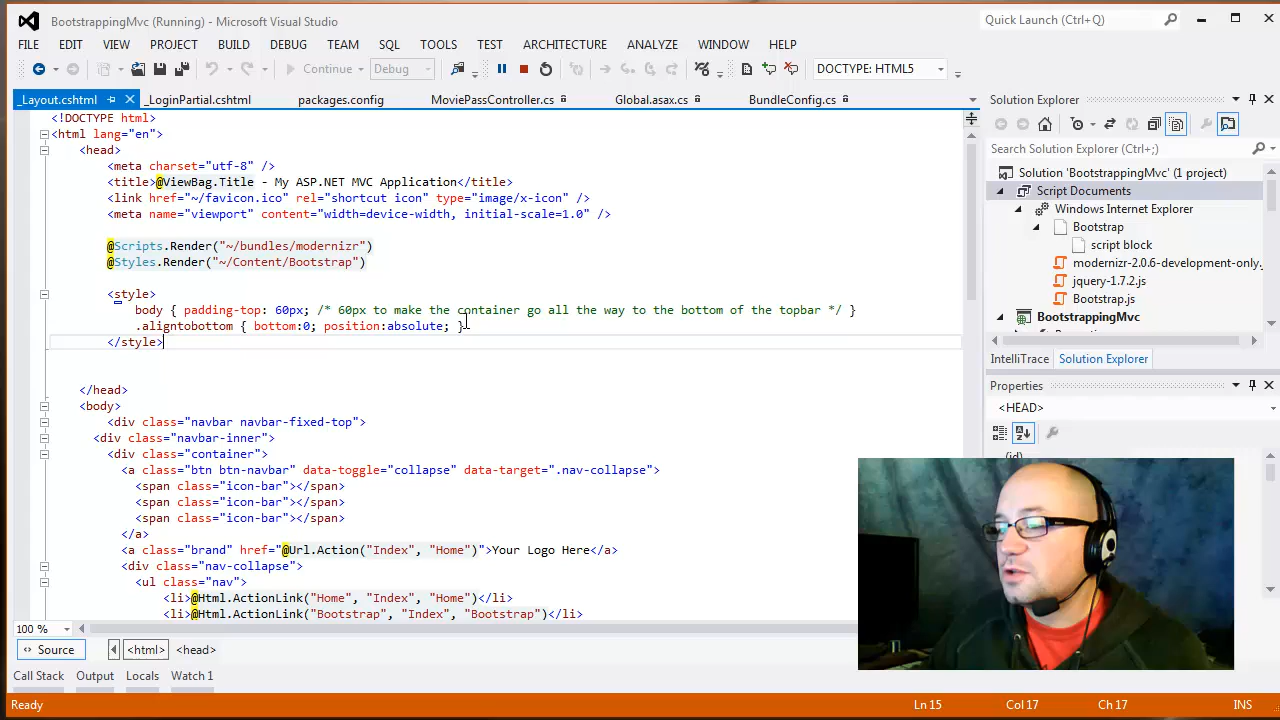 BootstrappingMvc (Running) - Microsoft Visual Studio
Quick Launch (Ctrl+Q)
FILE EDIT VIEW PROJECT BUILD DEBUG TEAM SQL TOOLS TEST ARCHITECTURE ANALYZE WINDOW HELP
Continue Debug DOCTYPE: HTML5
_Layout.cshtml _LoginPartial.cshtml packages.config MoviePassController.cs Global.asax.cs BundleConfig.cs
<!DOCTYPE html>
<html lang="en">
<head>
<meta charset="utf-8" />
<title>@ViewBag.Title - My ASP.NET MVC Application</title>
<link href="~/favicon.ico" rel="shortcut icon" type="image/x-icon" />
<meta name="viewport" content="width=device-width, initial-scale=1.0" />
@Scripts.Render("~/bundles/modernizr")
@Styles.Render("~/Content/Bootstrap")
<style>
body { padding-top: 60px; /* 60px to make the container go all the way to the bottom of the topbar */ }
.aligntobottom { bottom:0; position:absolute; }
</style>
</head>
<body>
<div class="navbar navbar-fixed-top">
<div class="navbar-inner">
<div class="container">
<a class="btn btn-navbar" data-toggle="collapse" data-target=".nav-collapse">
<span class="icon-bar"></span>
<span class="icon-bar"></span>
<span class="icon-bar"></span>
</a>
<a class="brand" href="@Url.Action("Index", "Home")">Your Logo Here</a>
<div class="nav-collapse">
<ul class="nav">
<li>@Html.ActionLink("Home", "Index", "Home")</li>
<li>@Html.ActionLink("Bootstrap", "Index", "Bootstrap")</li>
100 %
Source <html> <head>
Call Stack Output Locals Watch 1
Ready Ln 15 Col 17 Ch 17 INS
Solution Explorer
Search Solution Explorer (Ctrl+;)
Solution 'BootstrappingMvc' (1 project)
Script Documents
Windows Internet Explorer
Bootstrap
script block
modernizr-2.0.6-development-only.
jquery-1.7.2.js
Bootstrap.js
BootstrappingMvc
IntelliTrace Solution Explorer
Properties
<HEAD>